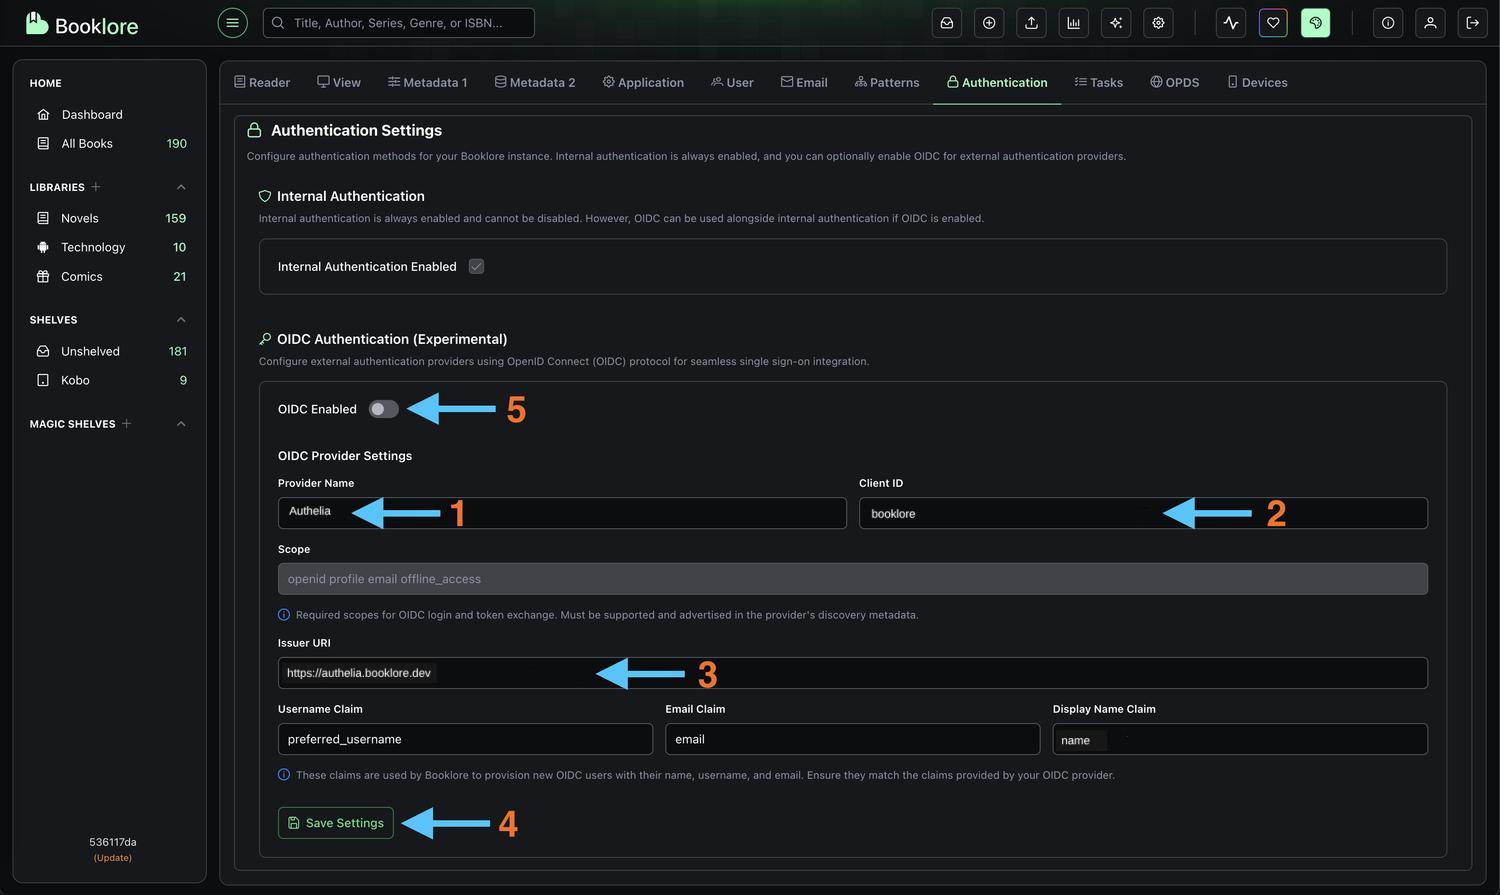 Booklore
Title, Author, Series, Genre, or ISBN...
HOME
Dashboard
All Books 190
LIBRARIES
Novels 159
Technology 10
Comics 21
SHELVES
Unshelved 181
Kobo 9
MAGIC SHELVES
536117da
(Update)
Reader View Metadata 1 Metadata 2 Application User Email Patterns Authentication Tasks OPDS Devices
Authentication Settings
Configure authentication methods for your Booklore instance. Internal authentication is always enabled, and you can optionally enable OIDC for external authentication providers.
Internal Authentication
Internal authentication is always enabled and cannot be disabled. However, OIDC can be used alongside internal authentication if OIDC is enabled.
Internal Authentication Enabled
OIDC Authentication (Experimental)
Configure external authentication providers using OpenID Connect (OIDC) protocol for seamless single sign-on integration.
OIDC Enabled 5
OIDC Provider Settings
Provider Name Client ID
Authelia 1 booklore 2
Scope
openid profile email offline_access
Required scopes for OIDC login and token exchange. Must be supported and advertised in the provider's discovery metadata.
Issuer URI
https://authelia.booklore.dev 3
Username Claim Email Claim Display Name Claim
preferred_username email name
These claims are used by Booklore to provision new OIDC users with their name, username, and email. Ensure they match the claims provided by your OIDC provider.
Save Settings 4